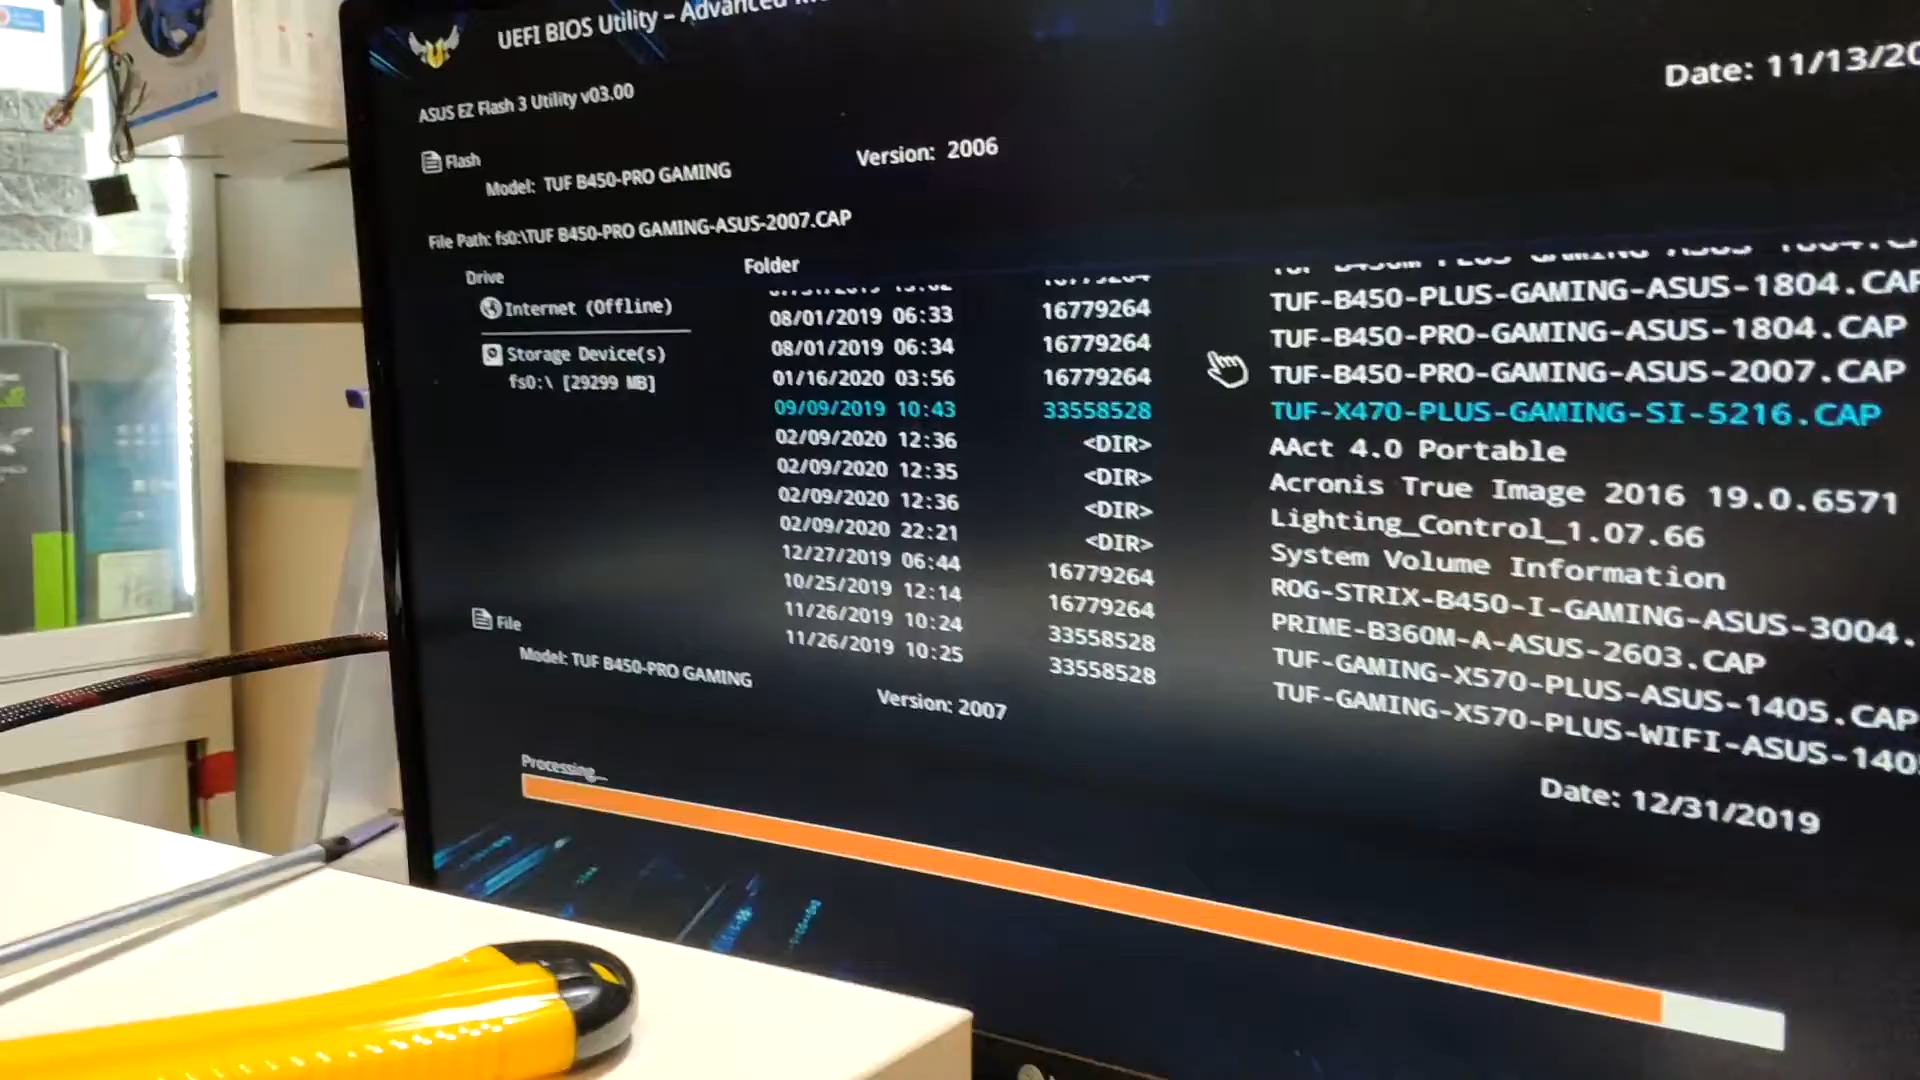 UEFI BIOS Utility – Advanced
Date: 11/13/20
ASUS EZ Flash 3 Utility v03.00
Flash
Model: TUF B450-PRO GAMING
Version: 2006
File Path: fs0:\TUF B450-PRO GAMING-ASUS-2007.CAP
Drive
Folder
Internet (Offline)
Storage Device(s)
fs0:\ [29299 MB]
08/01/2019 06:33 16779264 TUF-B450-PLUS-GAMING-ASUS-1804.CAP
08/01/2019 06:34 16779264 TUF-B450-PRO-GAMING-ASUS-1804.CAP
01/16/2020 03:56 16779264 TUF-B450-PRO-GAMING-ASUS-2007.CAP
09/09/2019 10:43 33558528 TUF-X470-PLUS-GAMING-SI-5216.CAP
02/09/2020 12:36 <DIR> AAct 4.0 Portable
02/09/2020 12:35 <DIR> Acronis True Image 2016 19.0.6571
02/09/2020 12:36 <DIR> Lighting_Control_1.07.66
02/09/2020 22:21 <DIR> System Volume Information
12/27/2019 06:44 16779264 ROG-STRIX-B450-I-GAMING-ASUS-3004.
10/25/2019 12:14 16779264 PRIME-B360M-A-ASUS-2603.CAP
11/26/2019 10:24 33558528 TUF-GAMING-X570-PLUS-ASUS-1405.CAP
11/26/2019 10:25 33558528 TUF-GAMING-X570-PLUS-WIFI-ASUS-1405
File
Model: TUF B450-PRO GAMING
Version: 2007
Date: 12/31/2019
Processing_